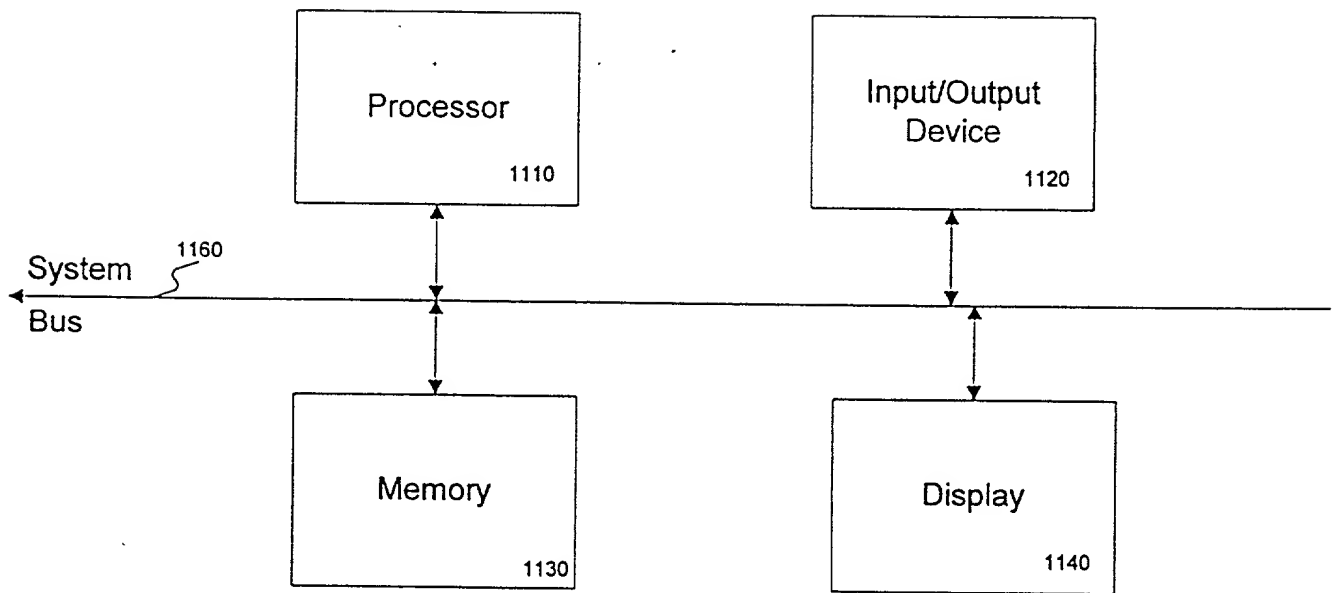 Processor
1110
Input/Output
Device
1120
1160
System
Bus
Memory
1130
Display
1140